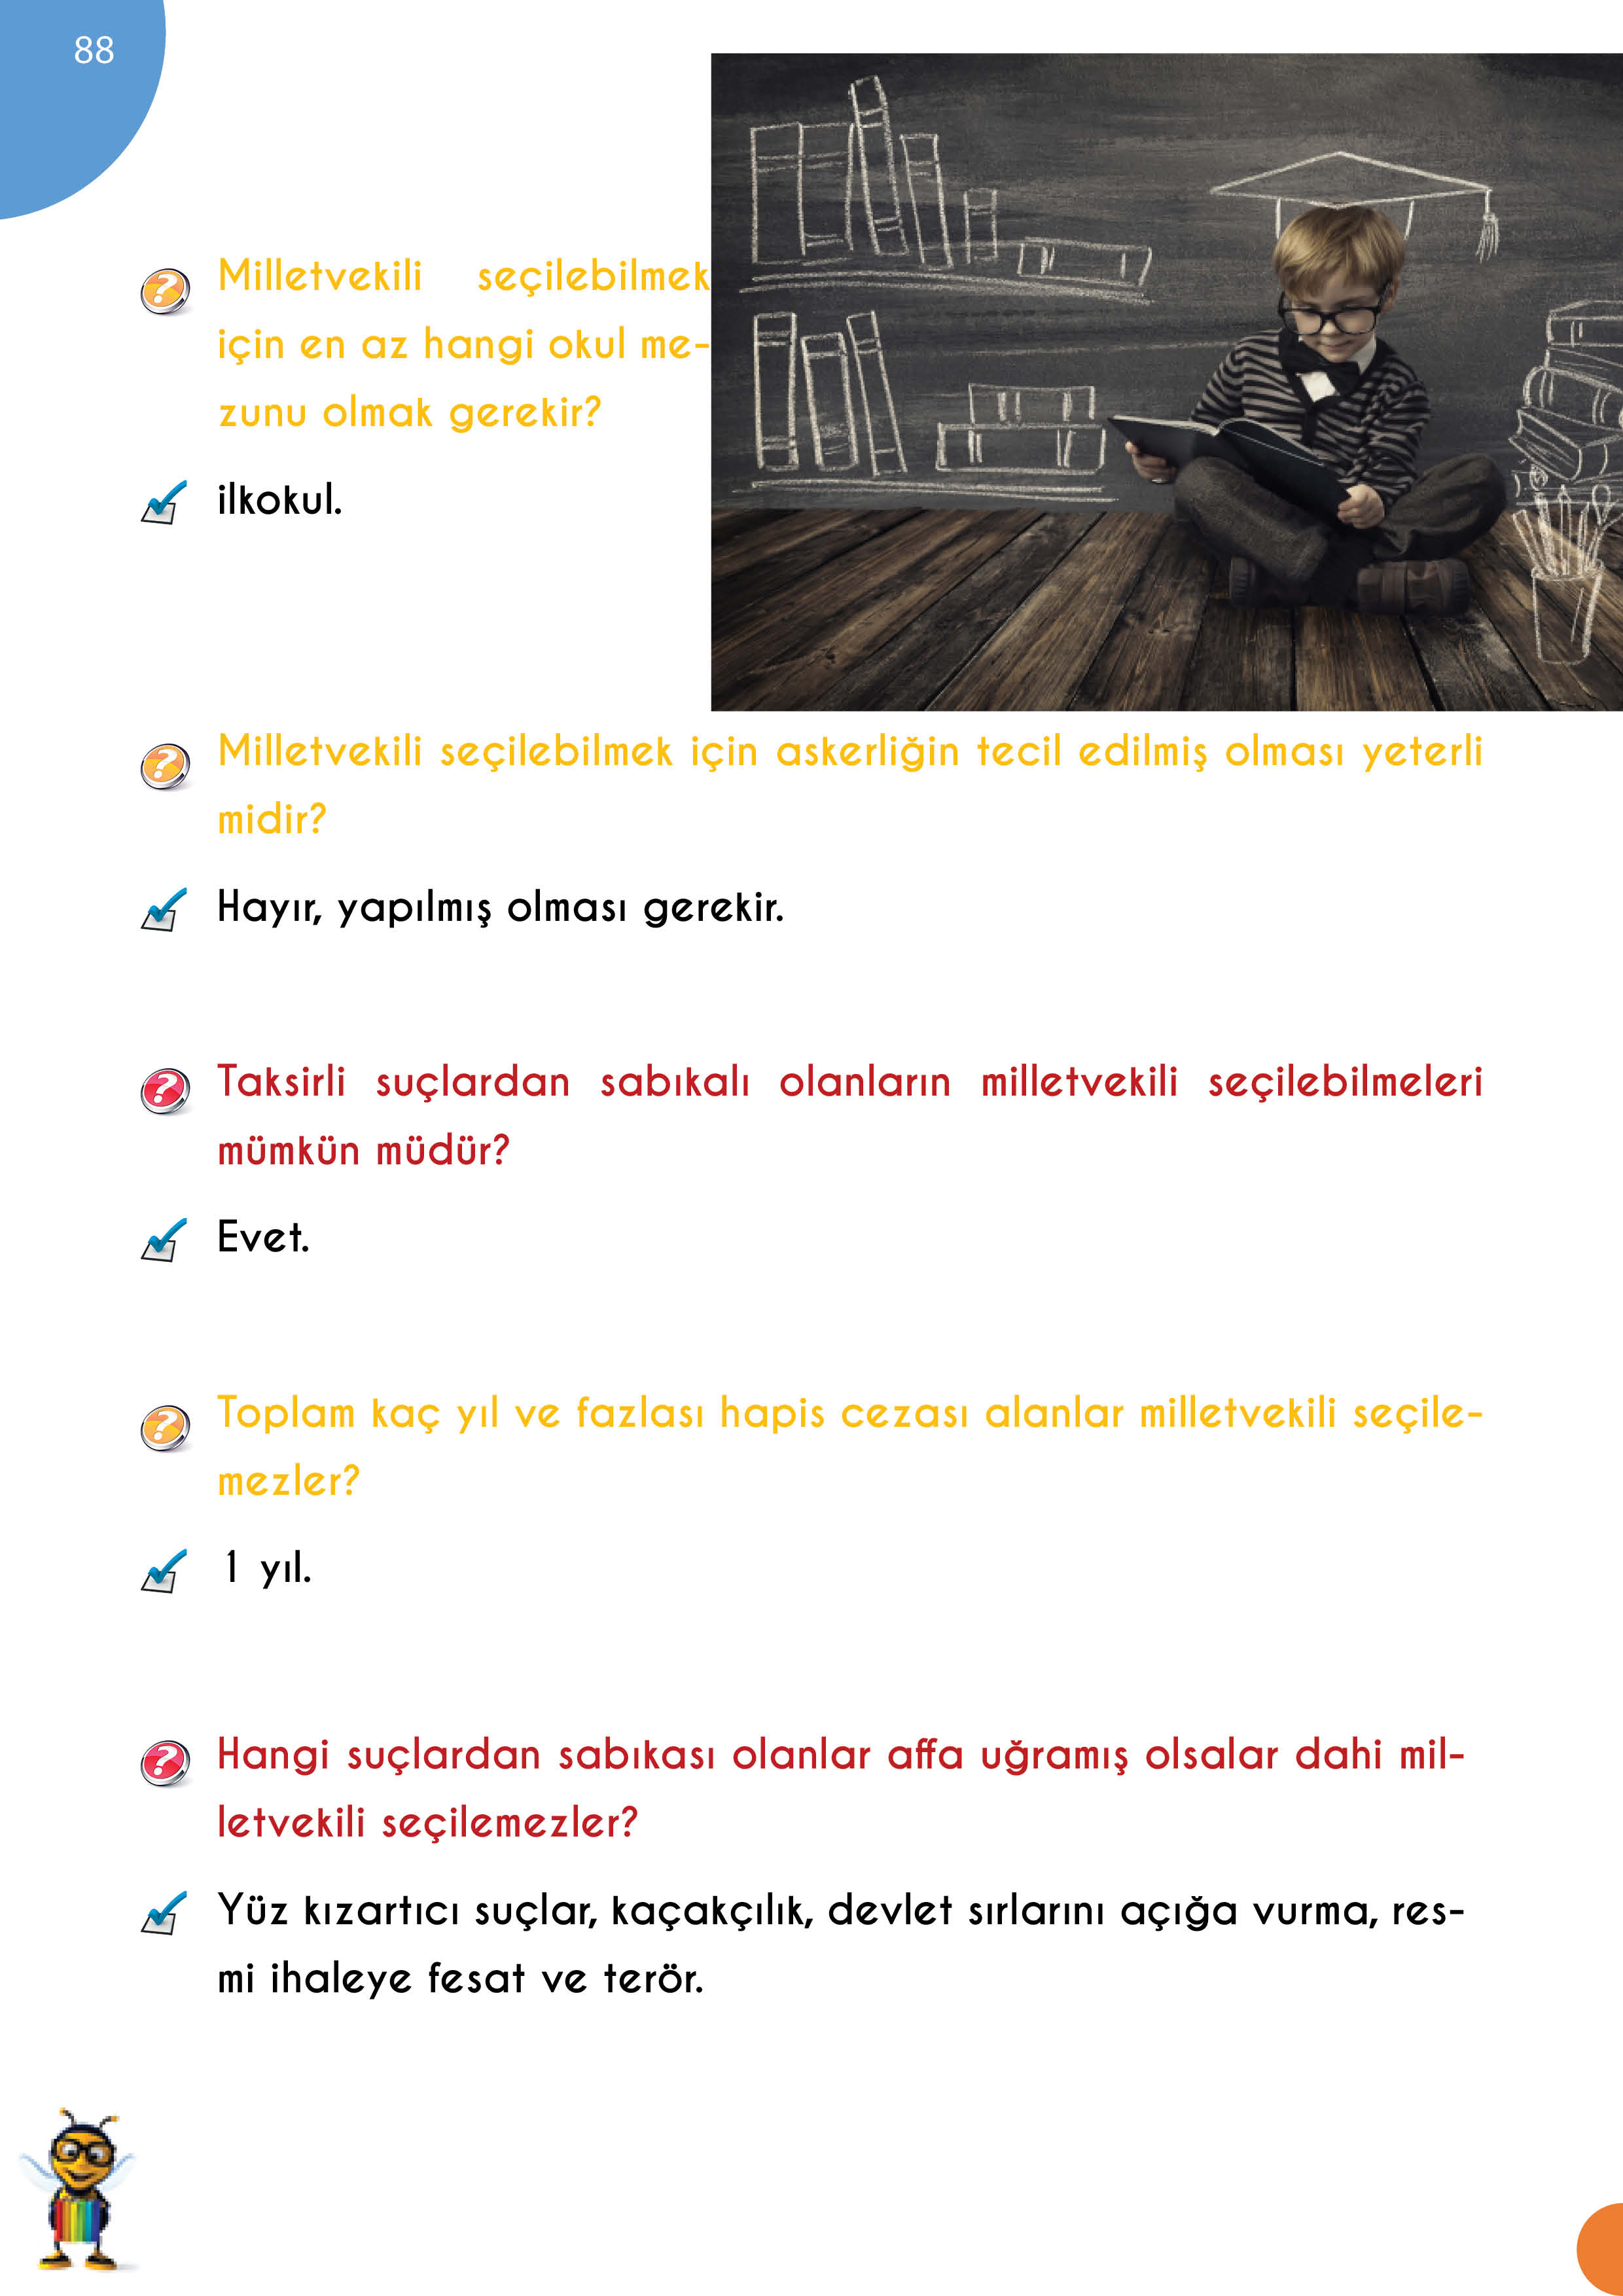 88
Milletvekili seçilebilmek
için en az hangi okul me-
zunu olmak gerekir?
ilkokul.
Milletvekili seçilebilmek için askerliğin tecil edilmiş olması yeterli
midir?
Hayır, yapılmış olması gerekir.
Taksirli suçlardan sabıkalı olanların milletvekili seçilebilmeleri
mümkün müdür?
Evet.
Toplam kaç yıl ve fazlası hapis cezası alanlar milletvekili seçile-
mezler?
1 yıl.
Hangi suçlardan sabıkası olanlar affa uğramış olsalar dahi mil-
letvekili seçilemezler?
Yüz kızartıcı suçlar, kaçakçılık, devlet sırlarını açığa vurma, res-
mi ihaleye fesat ve terör.